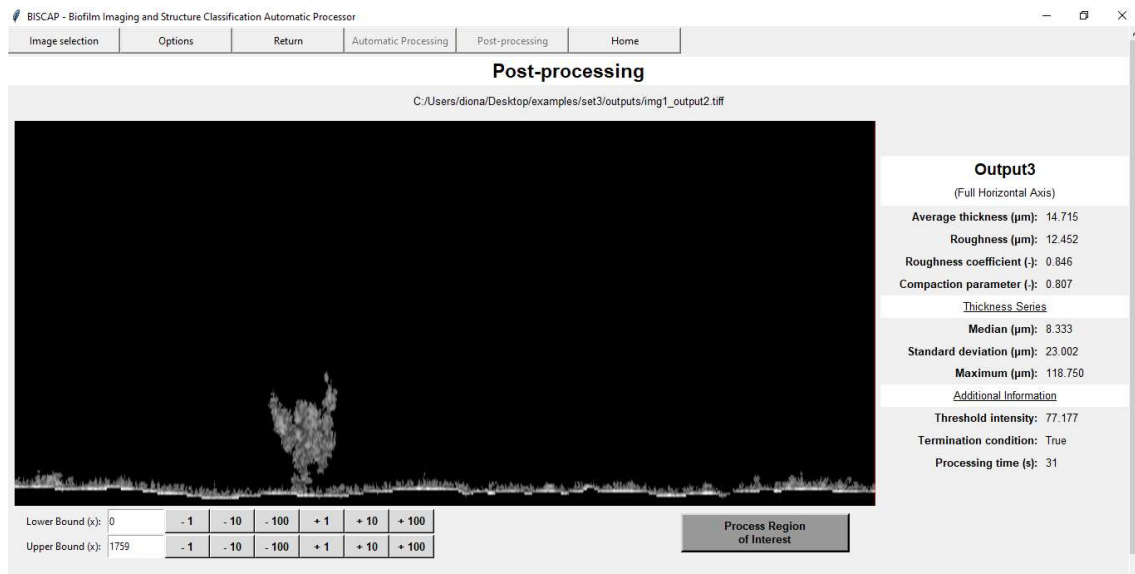 BISCAP - Biofilm Imaging and Structure Classification Automatic Processor
Image selection Options Return Automatic Processing Post-processing Home
Post-processing
C:/Users/diona/Desktop/examples/set3/outputs/img1_output2.tiff
Output3
(Full Horizontal Axis)
Average thickness (µm): 14.715
Roughness (µm): 12.452
Roughness coefficient (-): 0.846
Compaction parameter (-): 0.807
Thickness Series
Median (µm): 8.333
Standard deviation (µm): 23.002
Maximum (µm): 118.750
Additional Information
Threshold intensity: 77.177
Termination condition: True
Processing time (s): 31
Lower Bound (x): 0 - 1 - 10 - 100 + 1 + 10 + 100
Upper Bound (x): 1759 - 1 - 10 - 100 + 1 + 10 + 100
Process Region
of Interest